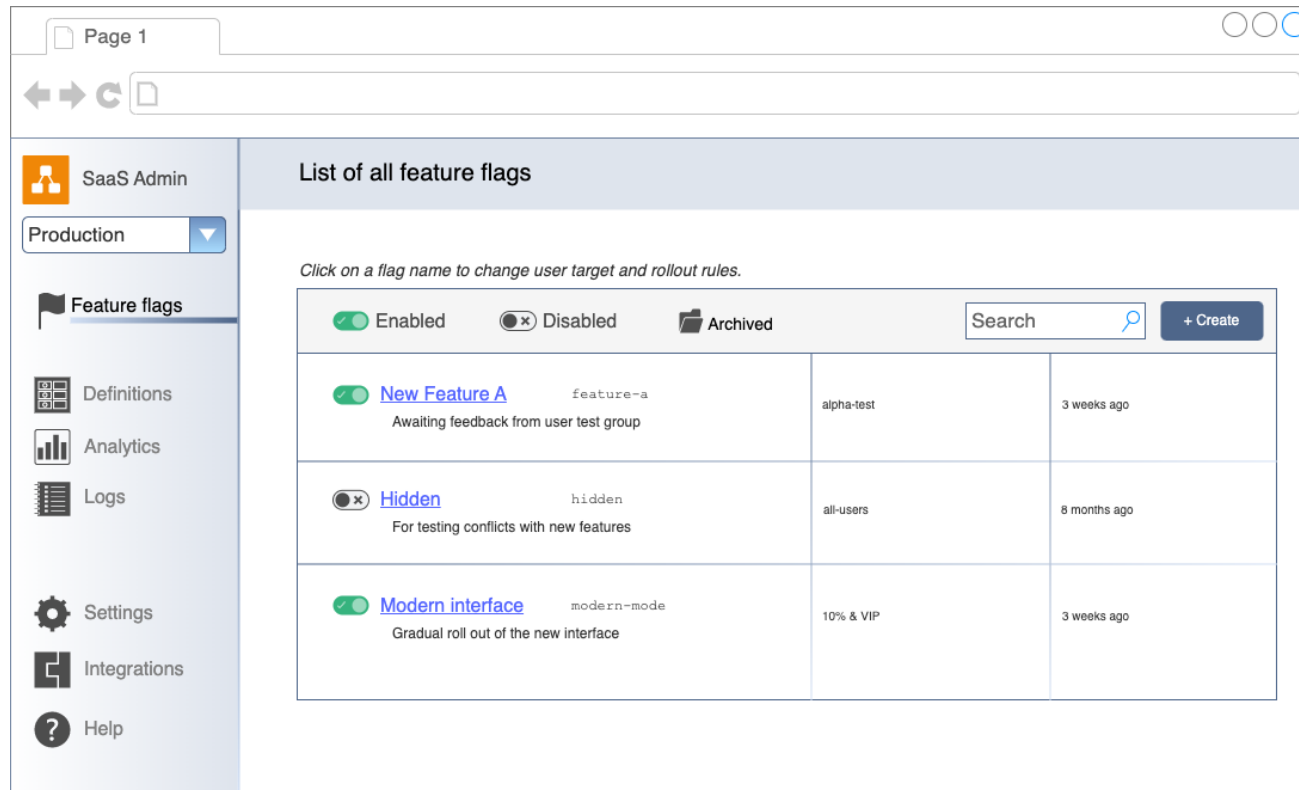 Page 1
SaaS Admin
List of all feature flags
Production
Click on a flag name to change user target and rollout rules.
Feature flags
Enabled
Disabled
Archived
Search
+ Create
Definitions
Analytics
Logs
New Feature A
feature-a
Awaiting feedback from user test group
alpha-test
3 weeks ago
Hidden
hidden
For testing conflicts with new features
all-users
8 months ago
Modern interface
modern-mode
Gradual roll out of the new interface
10% & VIP
3 weeks ago
Settings
Integrations
? Help